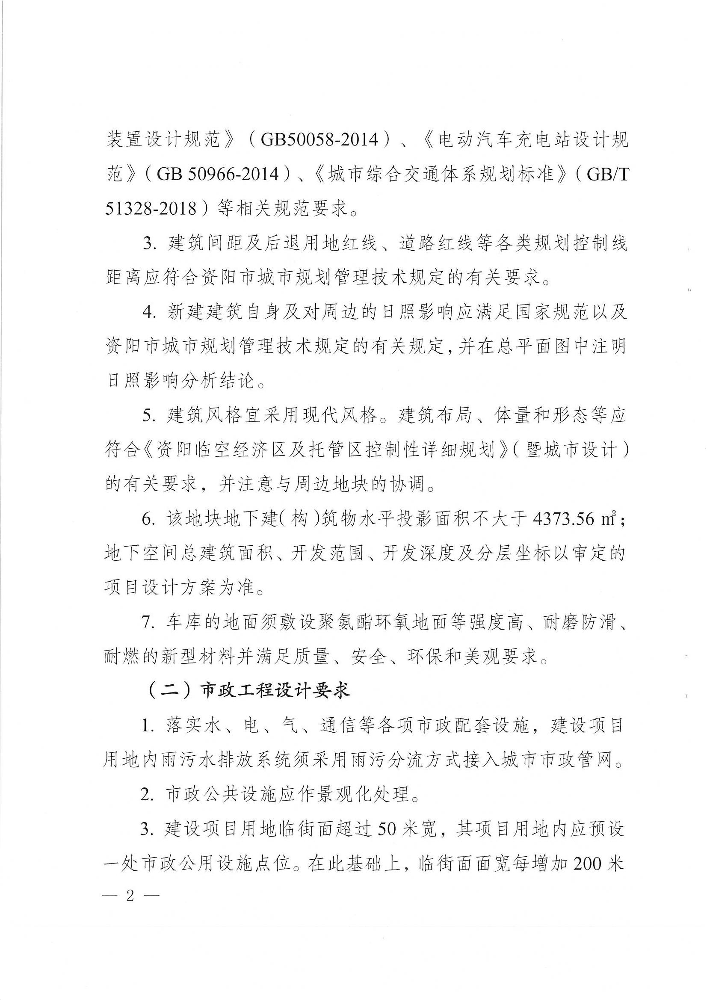 装置设计规范》（GB50058-2014）、《电动汽车充电站设计规
范》（GB 50966-2014）、《城市综合交通体系规划标准》（GB/T
51328-2018）等相关规范要求。
3. 建筑间距及后退用地红线、道路红线等各类规划控制线
距离应符合资阳市城市规划管理技术规定的有关要求。
4. 新建建筑自身及对周边的日照影响应满足国家规范以及
资阳市城市规划管理技术规定的有关规定，并在总平面图中注明
日照影响分析结论。
5. 建筑风格宜采用现代风格。建筑布局、体量和形态等应
符合《资阳临空经济区及托管区控制性详细规划》（暨城市设计）
的有关要求，并注意与周边地块的协调。
6. 该地块地下建（构）筑物水平投影面积不大于 4373.56 ㎡；
地下空间总建筑面积、开发范围、开发深度及分层坐标以审定的
项目设计方案为准。
7. 车库的地面须敷设聚氨酯环氧地面等强度高、耐磨防滑、
耐燃的新型材料并满足质量、安全、环保和美观要求。
（二）市政工程设计要求
1. 落实水、电、气、通信等各项市政配套设施，建设项目
用地内雨污水排放系统须采用雨污分流方式接入城市市政管网。
2. 市政公共设施应作景观化处理。
3. 建设项目用地临街面超过 50 米宽，其项目用地内应预设
一处市政公用设施点位。在此基础上，临街面面宽每增加 200 米
— 2 —